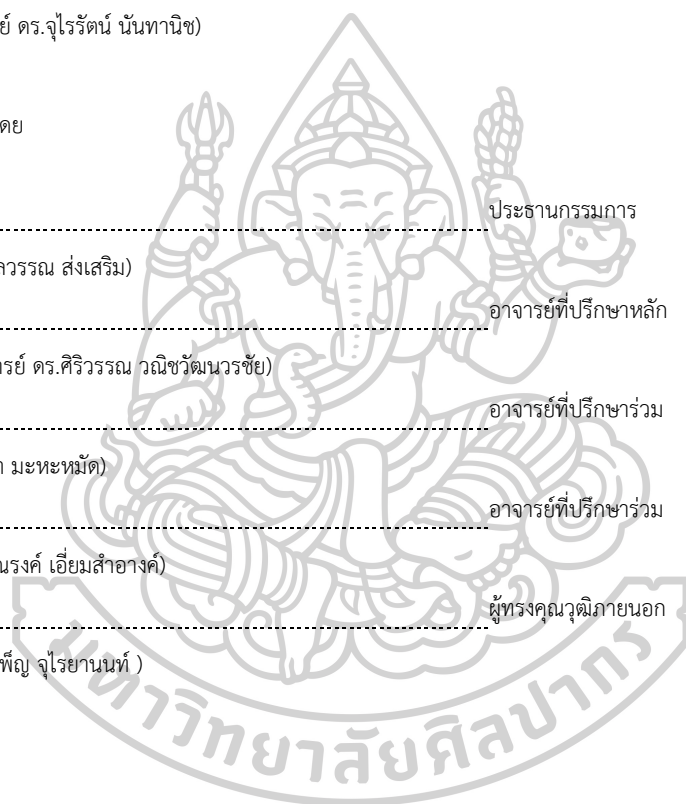 ย์ ดร.จุไรรัตน์ นันทานิช)
ดย
ประธานกรรมการ
ลวรรณ ส่งเสริม)
อาจารย์ที่ปรึกษาหลัก
รย์ ดร.ศิริวรรณ วณิชวัฒนวรชัย)
อาจารย์ที่ปรึกษาร่วม
มะหะหมัด)
อาจารย์ที่ปรึกษาร่วม
ณรงค์ เอี่ยมสำอางค์)
ผู้ทรงคุณวุฒิภายนอก
พ็ญ จุไรยานนท์ )
มหาวิทยาลัยศิลปากร